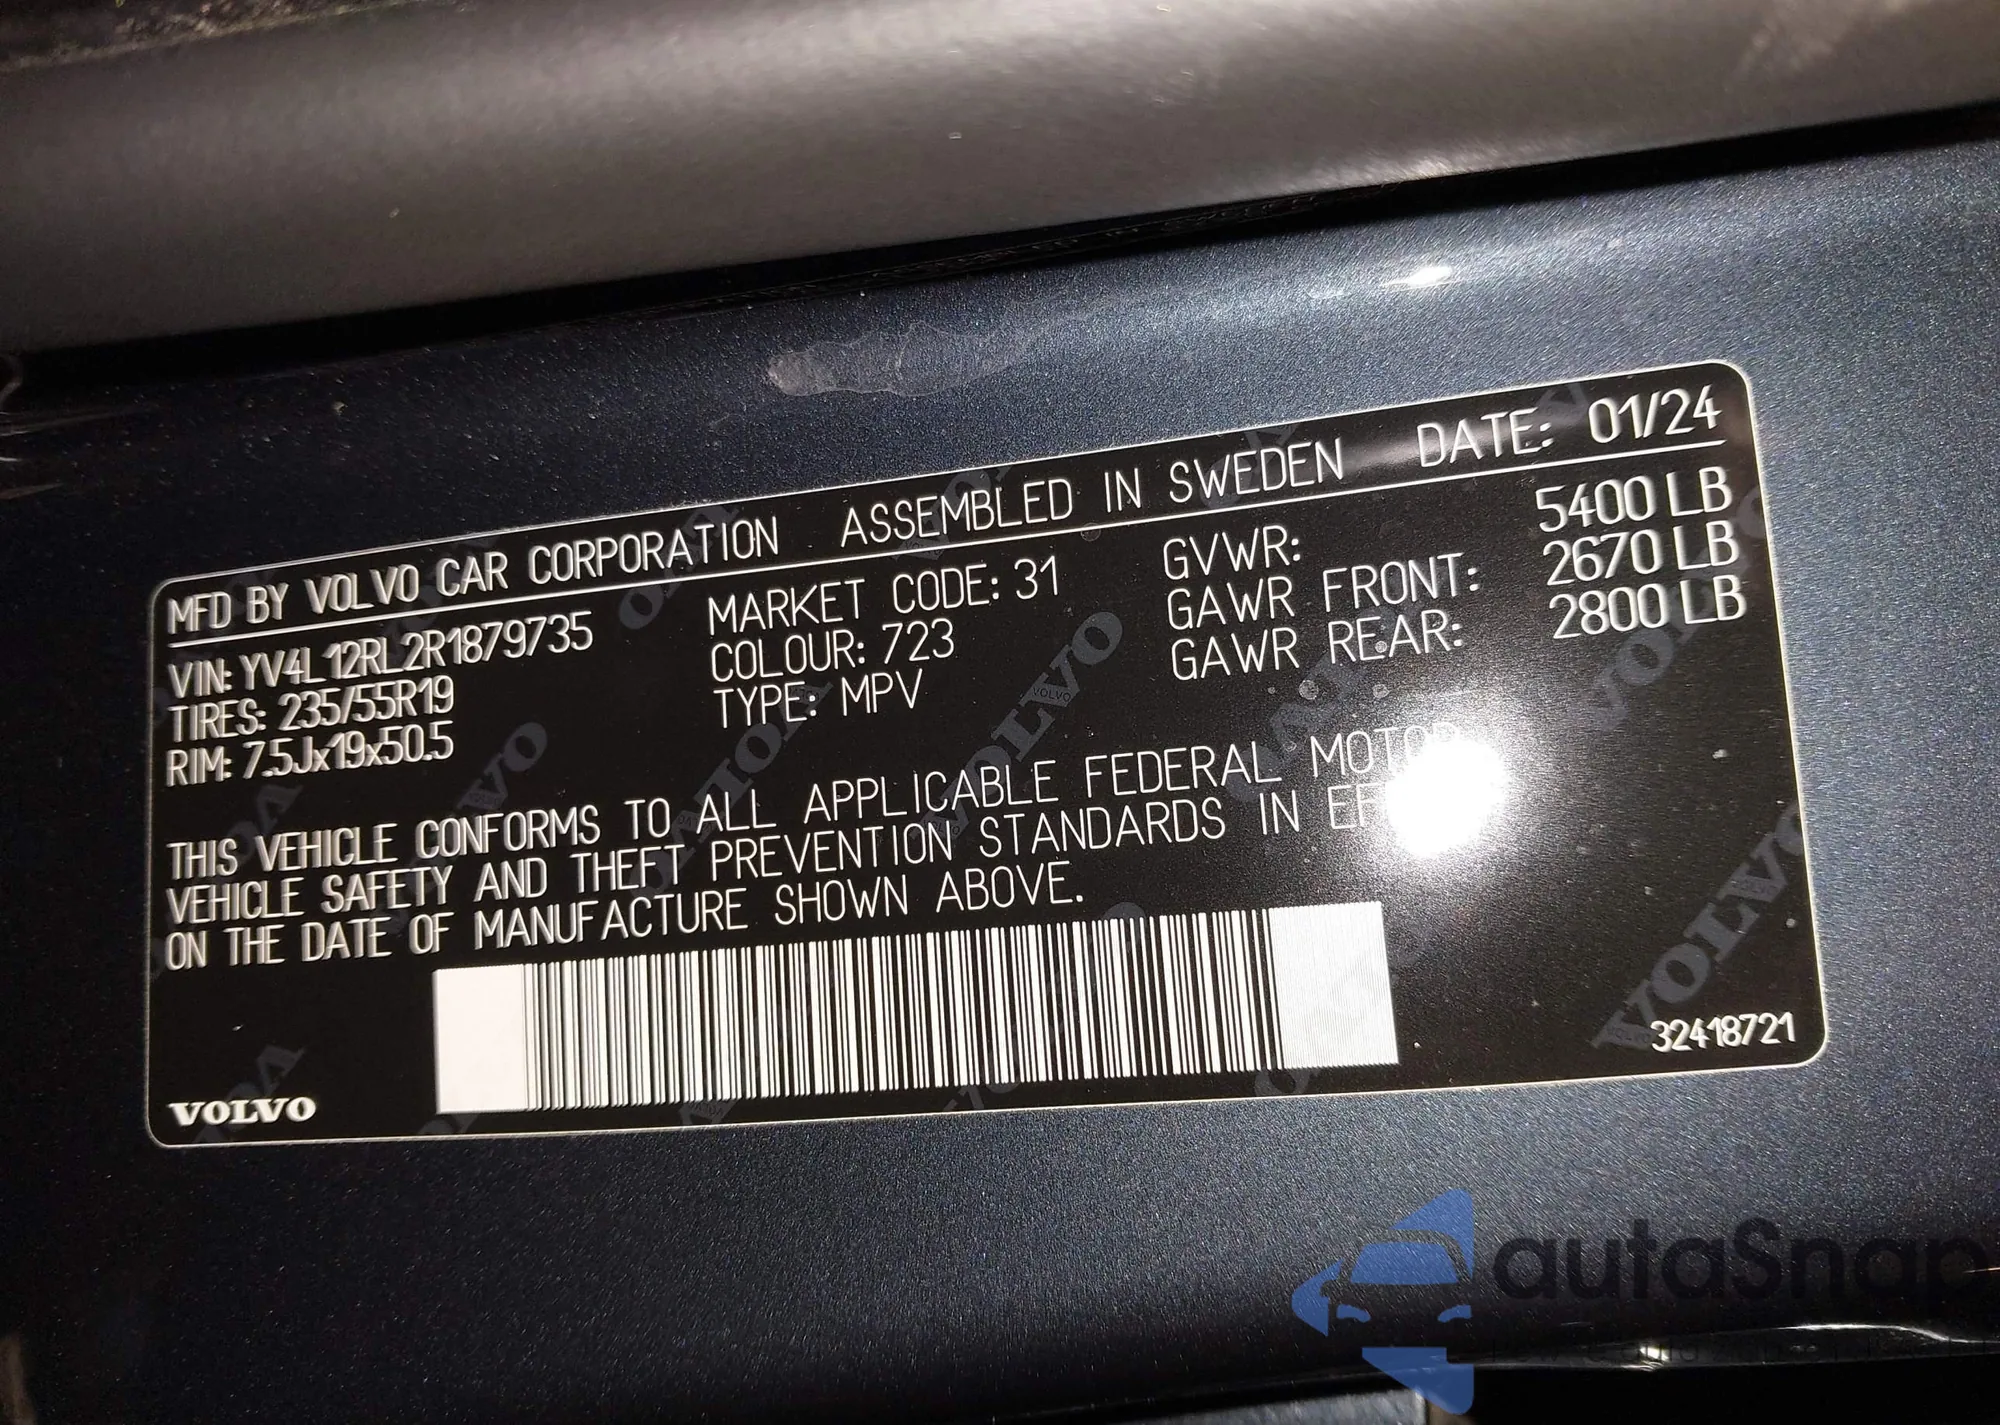 MFD BY VOLVO CAR CORPORATION ASSEMBLED IN SWEDEN DATE: 01/24
VIN: YV4L12RL2R1879735 MARKET CODE: 31 GVWR: 5400 LB
TIRES: 235/55R19 COLOUR: 723 GAWR FRONT: 2670 LB
RIM: 7.5Jx19x50.5 TYPE: MPV GAWR REAR: 2800 LB
THIS VEHICLE CONFORMS TO ALL APPLICABLE FEDERAL MOTOR
VEHICLE SAFETY AND THEFT PREVENTION STANDARDS IN
ON THE DATE OF MANUFACTURE SHOWN ABOVE.
32418721
VOLVO
autaSnap